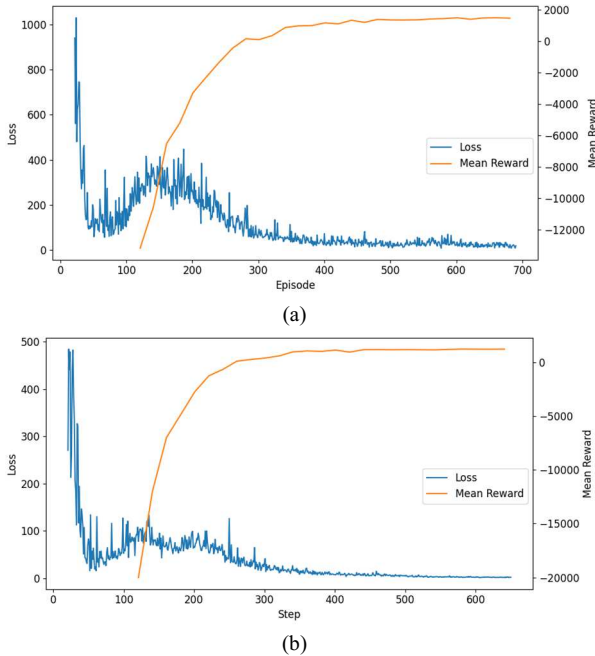 1000
800
600
400
200
0
Loss
2000
0
−2000
−4000
−6000
−8000
−10000
−12000
Mean Reward
Loss
Mean Reward
0 100 200 300 400 500 600 700
Episode
(a)
500
400
300
200
100
0
Loss
0
−5000
−10000
−15000
−20000
Mean Reward
Loss
Mean Reward
0 100 200 300 400 500 600
Step
(b)